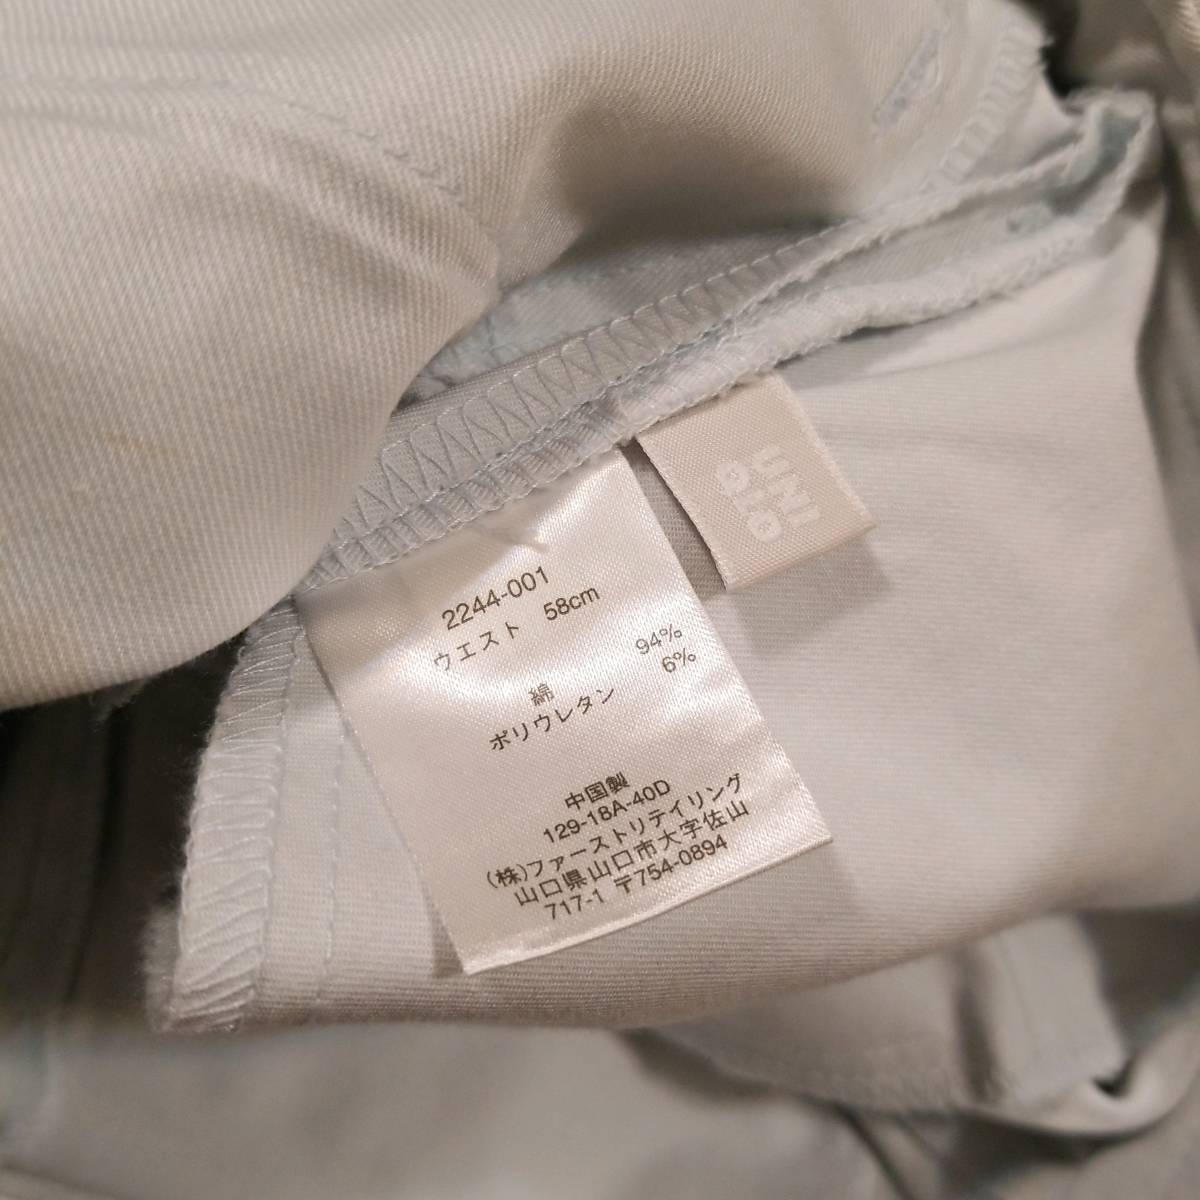 2244-001
ウエスト 58cm
綿 94%
ポリウレタン 6%
中国製
129-18A-40D
(株)ファーストリテイリング
山口県山口市大字佐山
717-1 〒754-0894
UNI
QLO